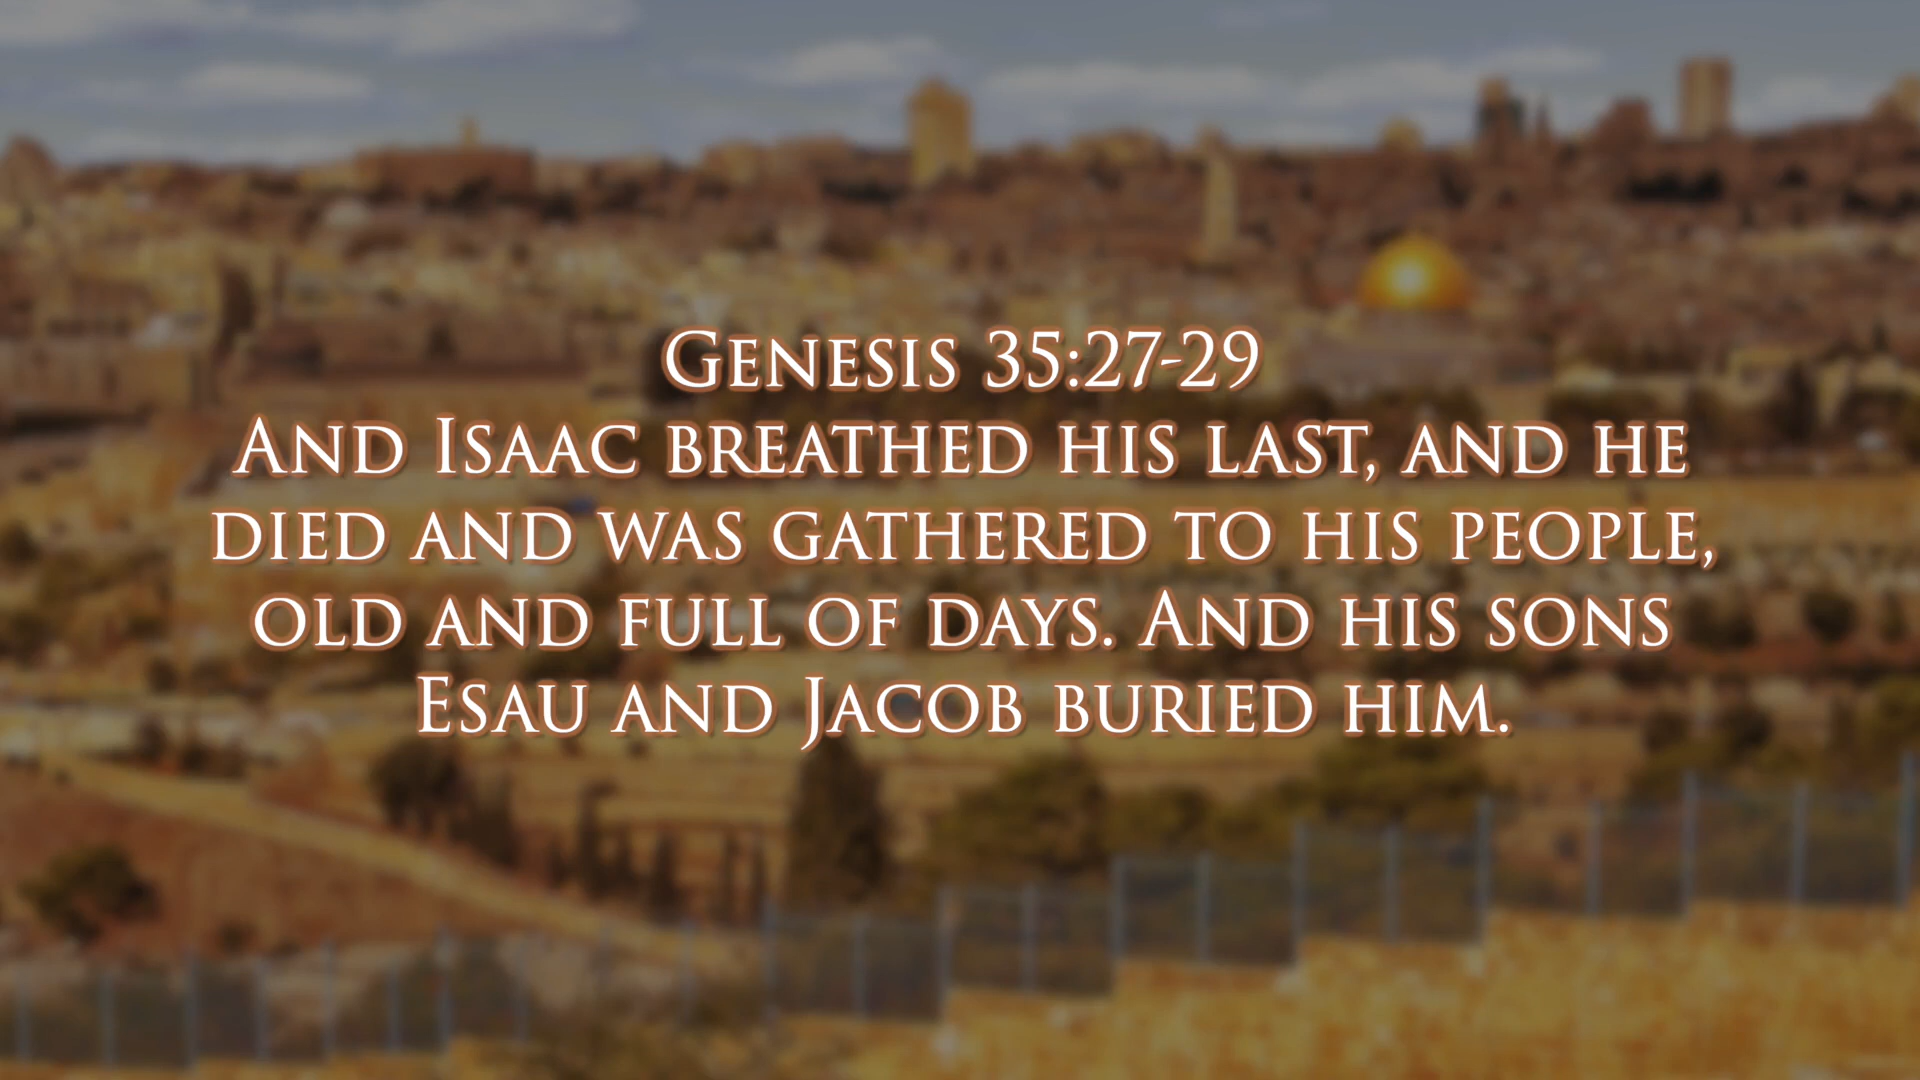 Genesis 35:27-29
And Isaac breathed his last, and he
died and was gathered to his people,
old and full of days. And his sons
Esau and Jacob buried him.